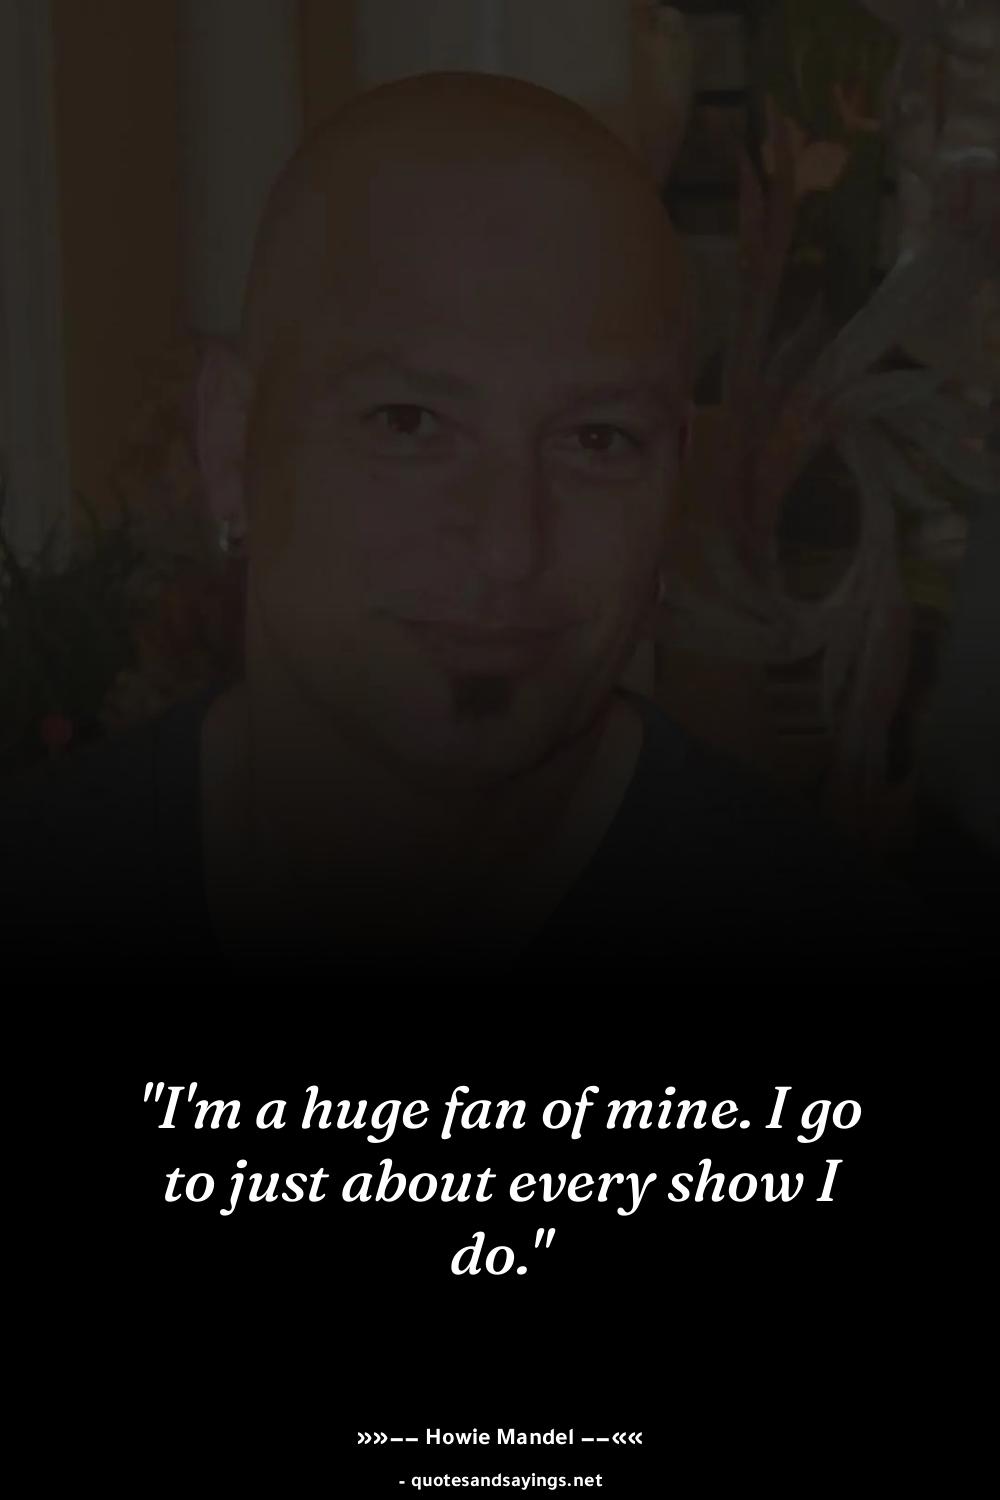 "I'm a huge fan of mine. I go
to just about every show I
do."
»»−− Howie Mandel −−««
- quotesandsayings.net